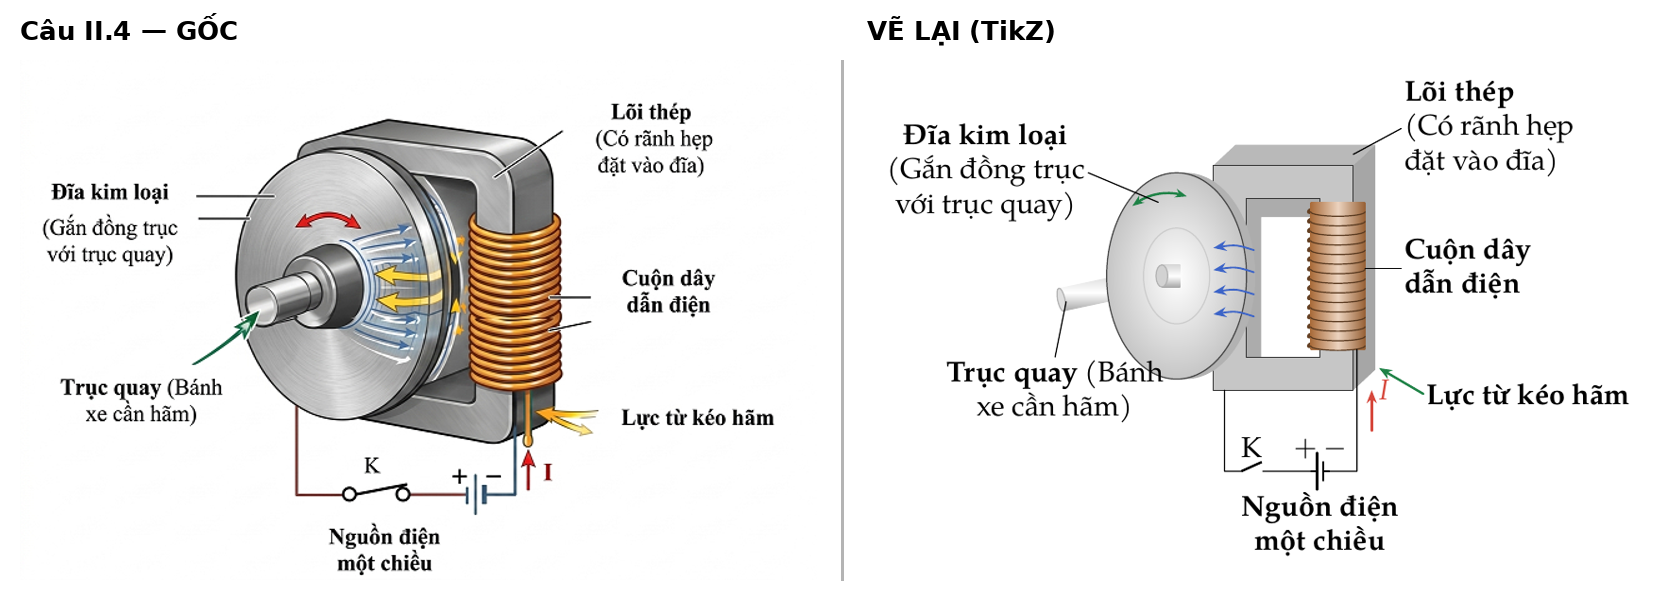 Câu II.4 — GỐC
Lõi thép
(Có rãnh hẹp
đặt vào đĩa)
Đĩa kim loại
(Gắn đồng trục
với trục quay)
Cuộn dây
dẫn điện
Trục quay (Bánh
xe cần hãm)
Lực từ kéo hãm
K
+ −
I
Nguồn điện
một chiều
VẼ LẠI (TikZ)
Lõi thép
(Có rãnh hẹp
đặt vào đĩa)
Đĩa kim loại
(Gắn đồng trục
với trục quay)
Cuộn dây
dẫn điện
Trục quay (Bánh
xe cần hãm)
I
Lực từ kéo hãm
K
+ −
Nguồn điện
một chiều